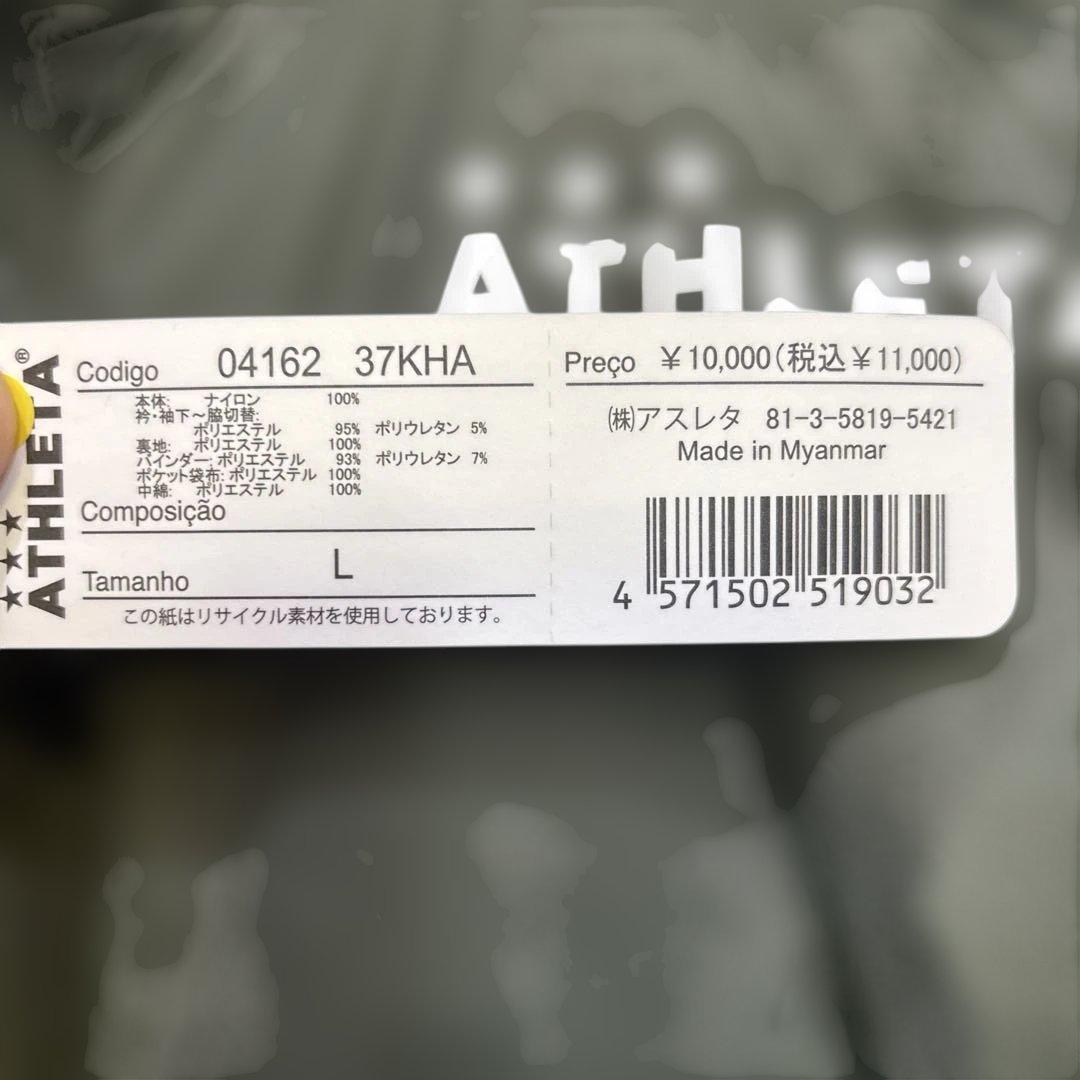 ATHLETA
ATHLETA®
Codigo 04162 37KHA
本体: ナイロン 100%
衿・袖下～脇切替:
ポリエステル 95% ポリウレタン 5%
裏地: ポリエステル 100%
バインダー: ポリエステル 93% ポリウレタン 7%
ポケット袋布: ポリエステル 100%
中綿: ポリエステル 100%
Composição
Tamanho L
この紙はリサイクル素材を使用しております。
Preço ￥10,000(税込￥11,000)
㈱アスレタ 81-3-5819-5421
Made in Myanmar
4 571502 519032